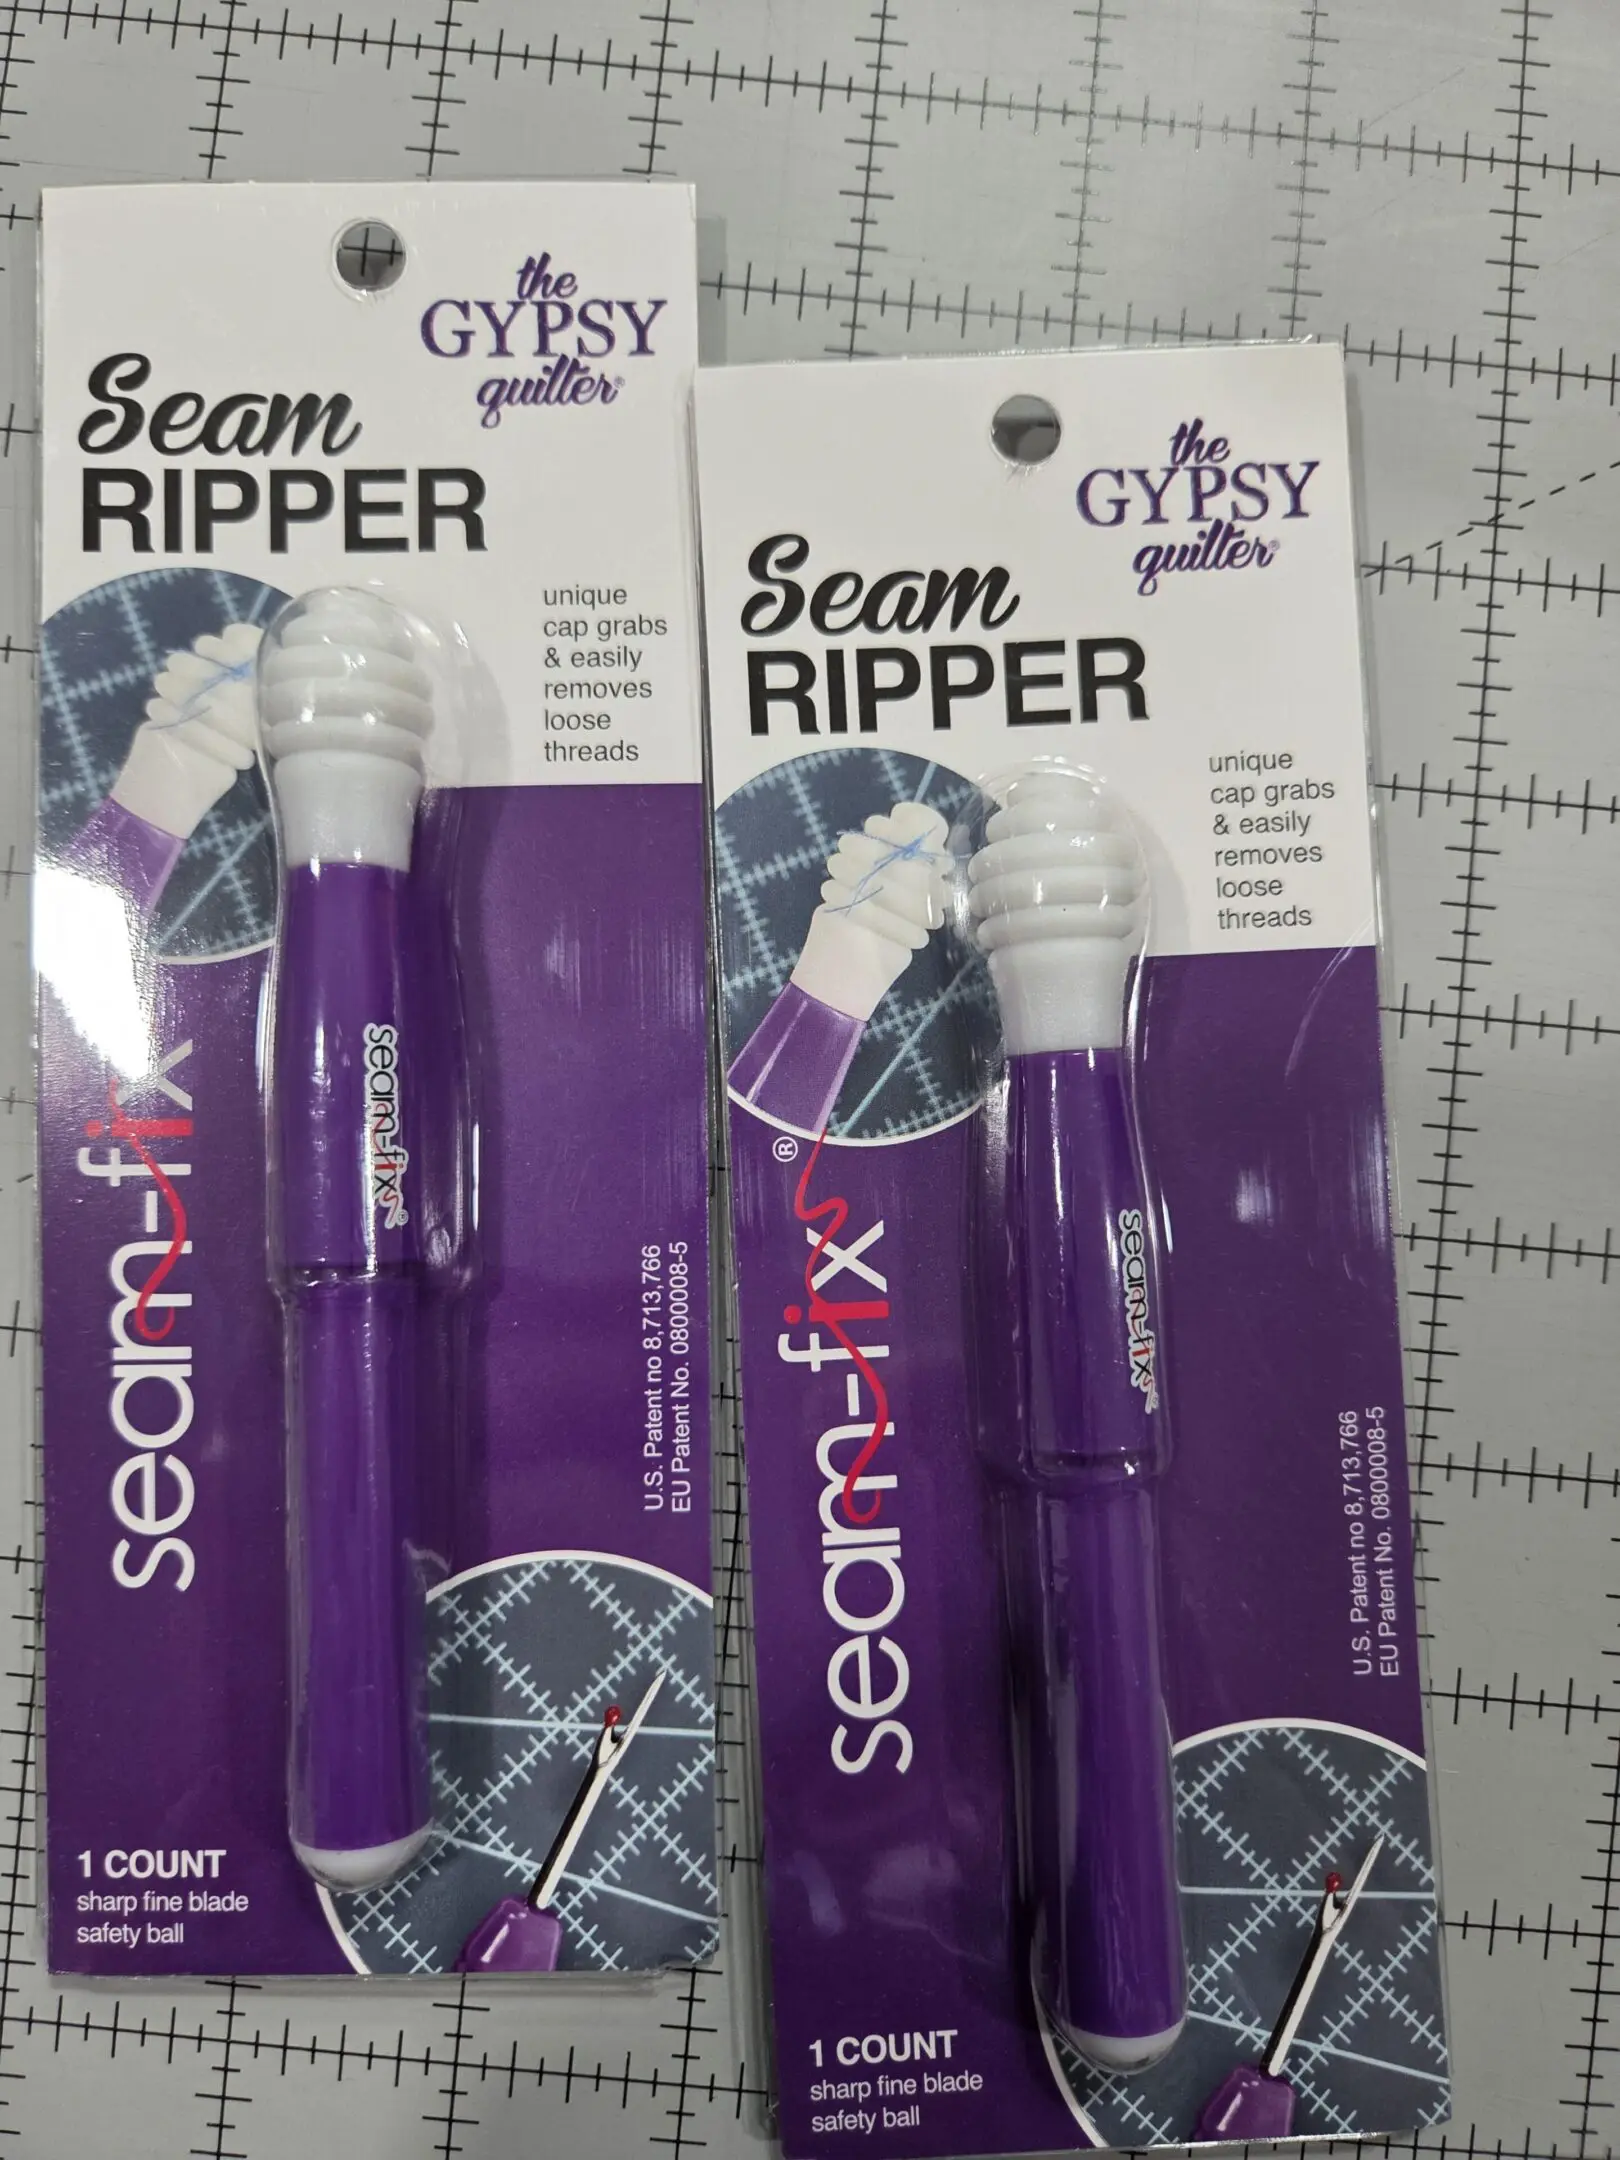 the
GYPSY
quilter®
Seam
RIPPER
unique
cap grabs
& easily
removes
loose
threads
seam-fix
seam-fix®
U.S. Patent no 8,713,766
EU Patent No. 0800008-5
1 COUNT
sharp fine blade
safety ball
the
GYPSY
quilter®
Seam
RIPPER
unique
cap grabs
& easily
removes
loose
threads
seam-fix®
seam-fix®
U.S. Patent no 8,713,766
EU Patent No. 0800008-5
1 COUNT
sharp fine blade
safety ball